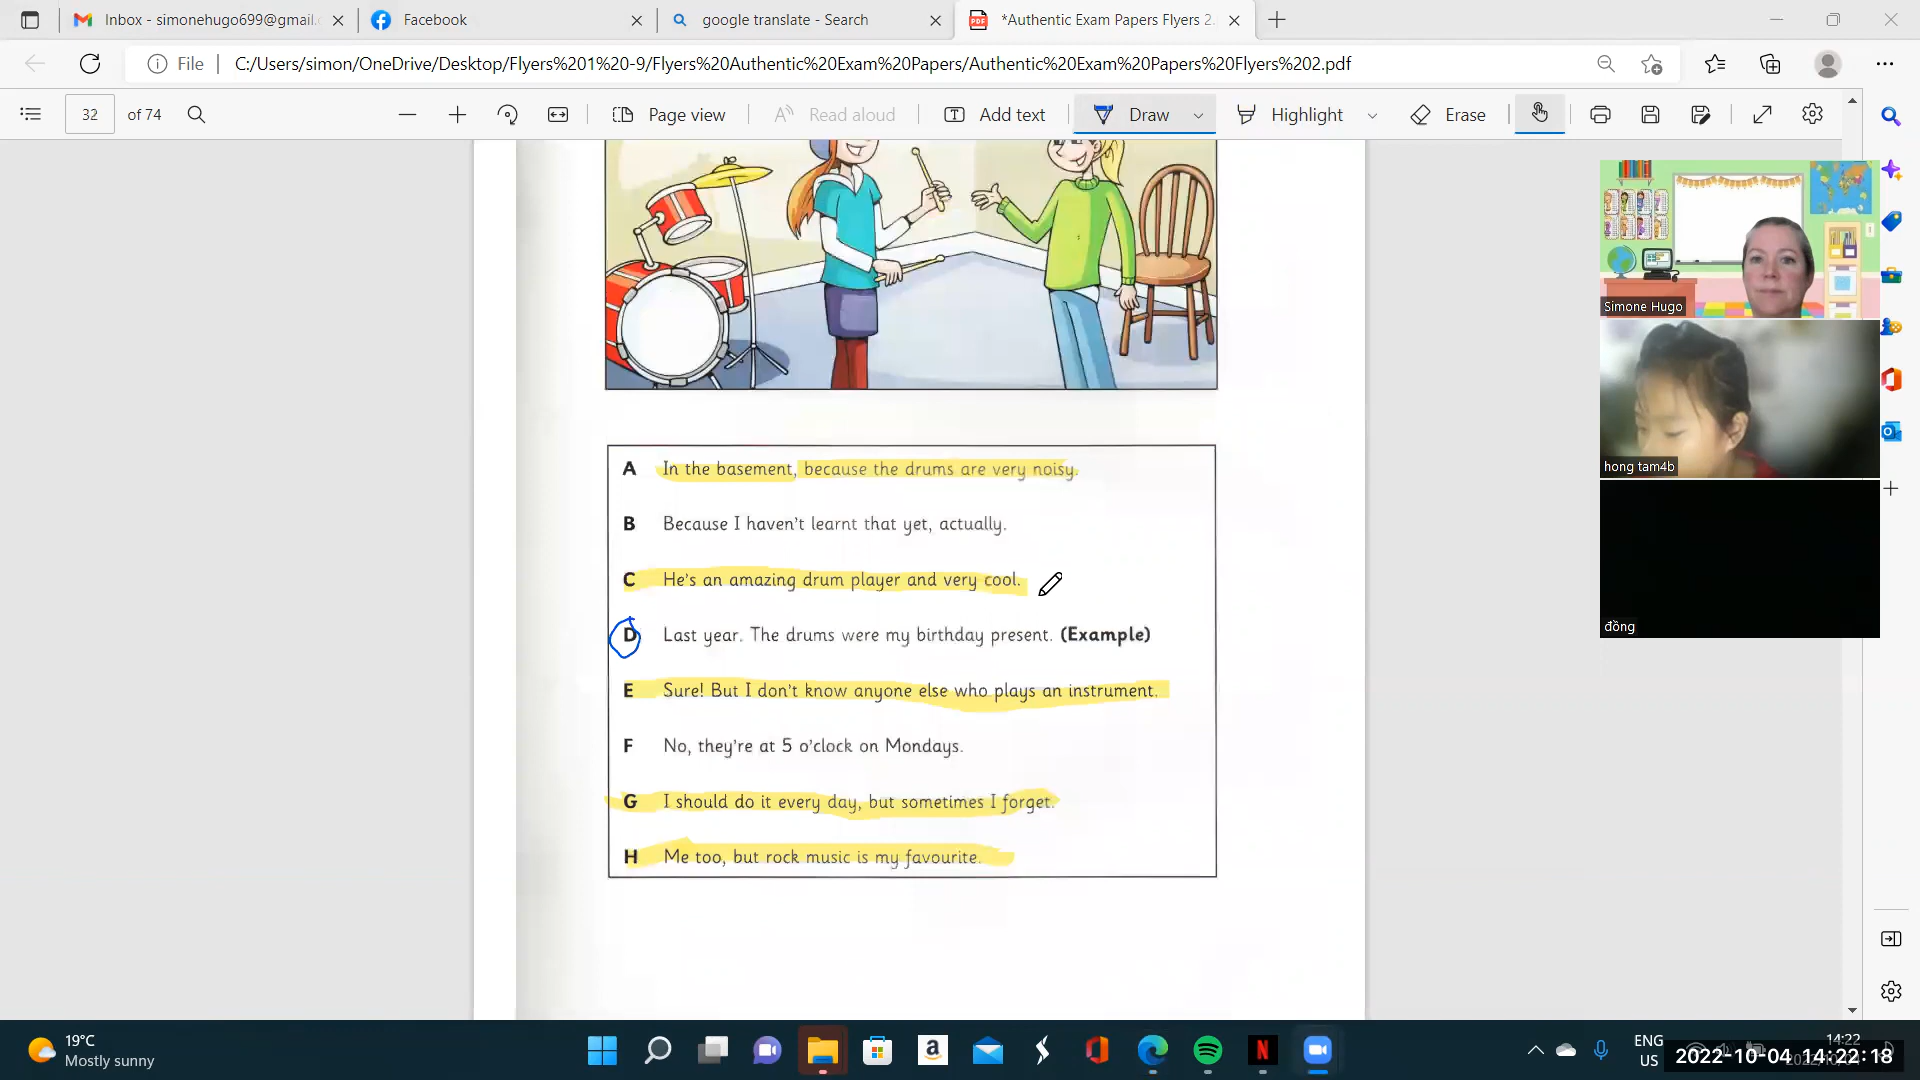 Inbox - simonehugo699@gmail.
Facebook
google translate - Search
*Authentic Exam Papers Flyers 2
File
C:/Users/simon/OneDrive/Desktop/Flyers%201%20-9/Flyers%20Authentic%20Exam%20Papers/Authentic%20Exam%20Papers%20Flyers%202.pdf
32 of 74
Page view
Read aloud
Add text
Draw
Highlight
Erase
Simone Hugo
hong tam4b
đồng
A In the basement, because the drums are very noisy.
B Because I haven't learnt that yet, actually.
C He's an amazing drum player and very cool.
D Last year. The drums were my birthday present. (Example)
E Sure! But I don't know anyone else who plays an instrument.
F No, they're at 5 o'clock on Mondays.
G I should do it every day, but sometimes I forget.
H Me too, but rock music is my favourite.
19°C
Mostly sunny
ENG
US
14:22
2022-10-04 14:22:18